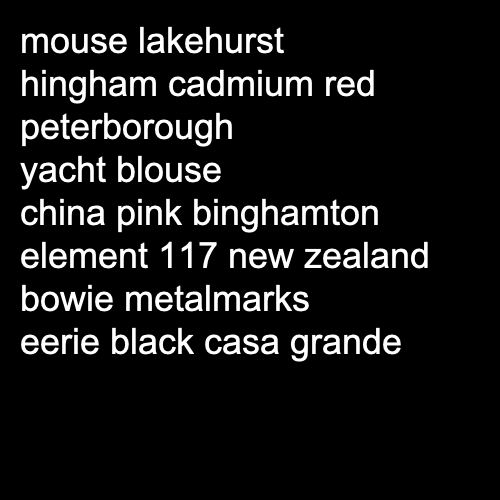 mouse lakehurst
hingham cadmium red
peterborough
yacht blouse
china pink binghamton
element 117 new zealand
bowie metalmarks
eerie black casa grande